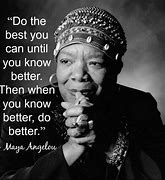 “Do the
best you
can until
you know
better.
Then when
you know
better, do
better.”
Maya Angelou